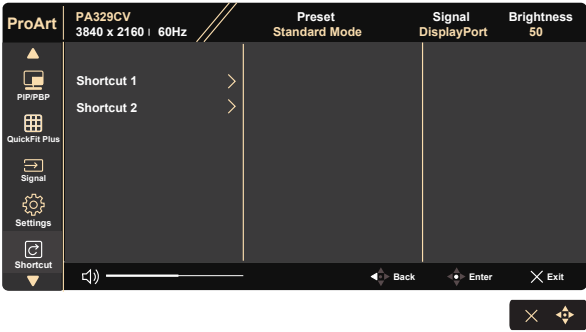 ProArt
PA329CV
3840 x 2160 | 60Hz
Preset
Standard Mode
Signal
DisplayPort
Brightness
50
PIP/PBP
QuickFit Plus
Signal
Settings
Shortcut
Shortcut 1
Shortcut 2
Back
Enter
Exit